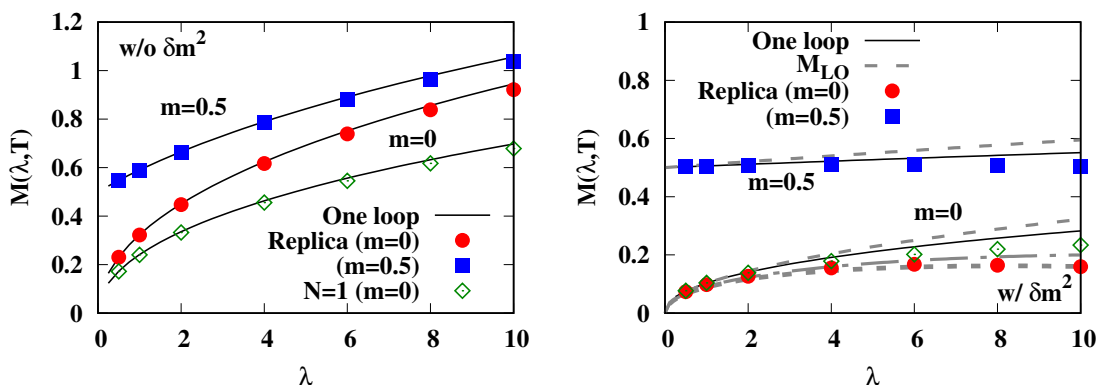 1.2
1
0.8
0.6
0.4
0.2
0
M(λ,T)
w/o δm²
m=0.5
m=0
One loop
Replica (m=0)
(m=0.5)
N=1 (m=0)
0 2 4 6 8 10
λ
1
0.8
0.6
0.4
0.2
0
M(λ,T)
One loop
M_LO
Replica (m=0)
(m=0.5)
m=0.5
m=0
w/ δm²
0 2 4 6 8 10
λ